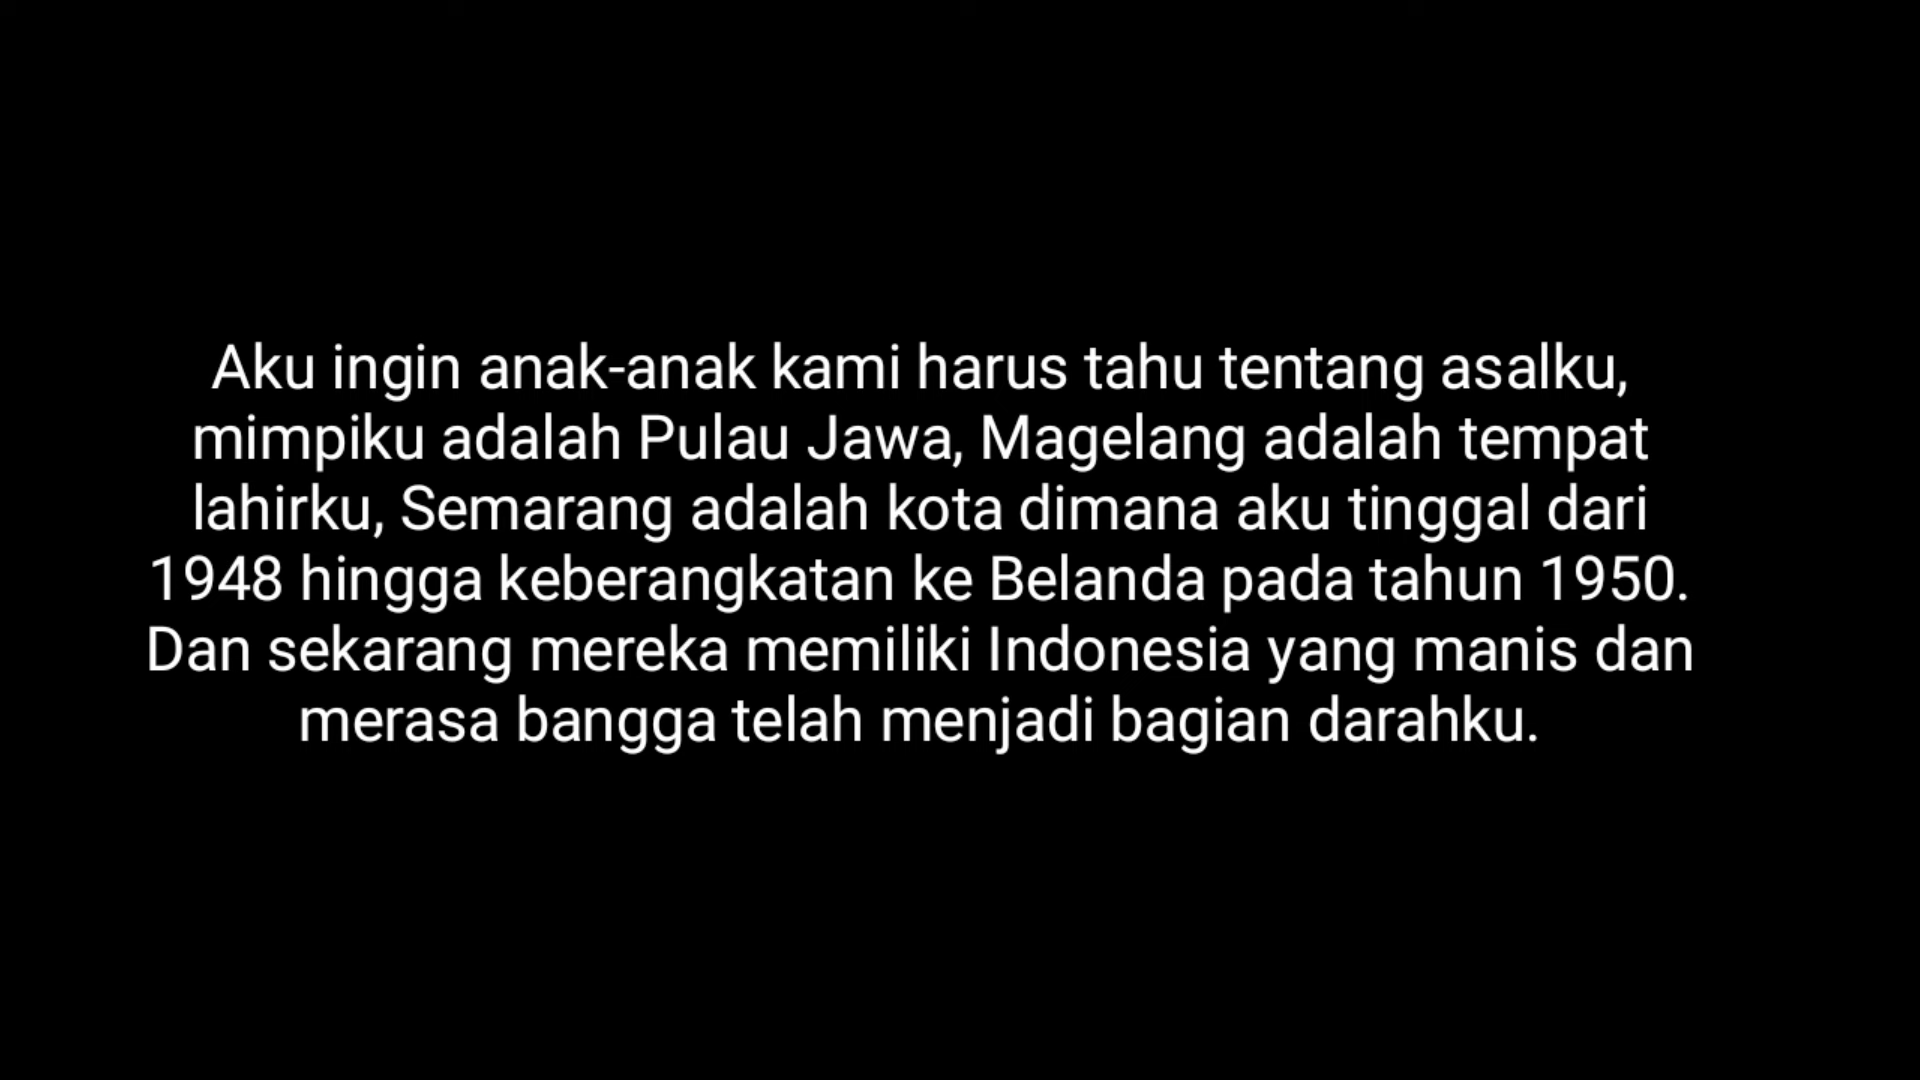 Aku ingin anak-anak kami harus tahu tentang asalku,
mimpiku adalah Pulau Jawa, Magelang adalah tempat
lahirku, Semarang adalah kota dimana aku tinggal dari
1948 hingga keberangkatan ke Belanda pada tahun 1950.
Dan sekarang mereka memiliki Indonesia yang manis dan
merasa bangga telah menjadi bagian darahku.